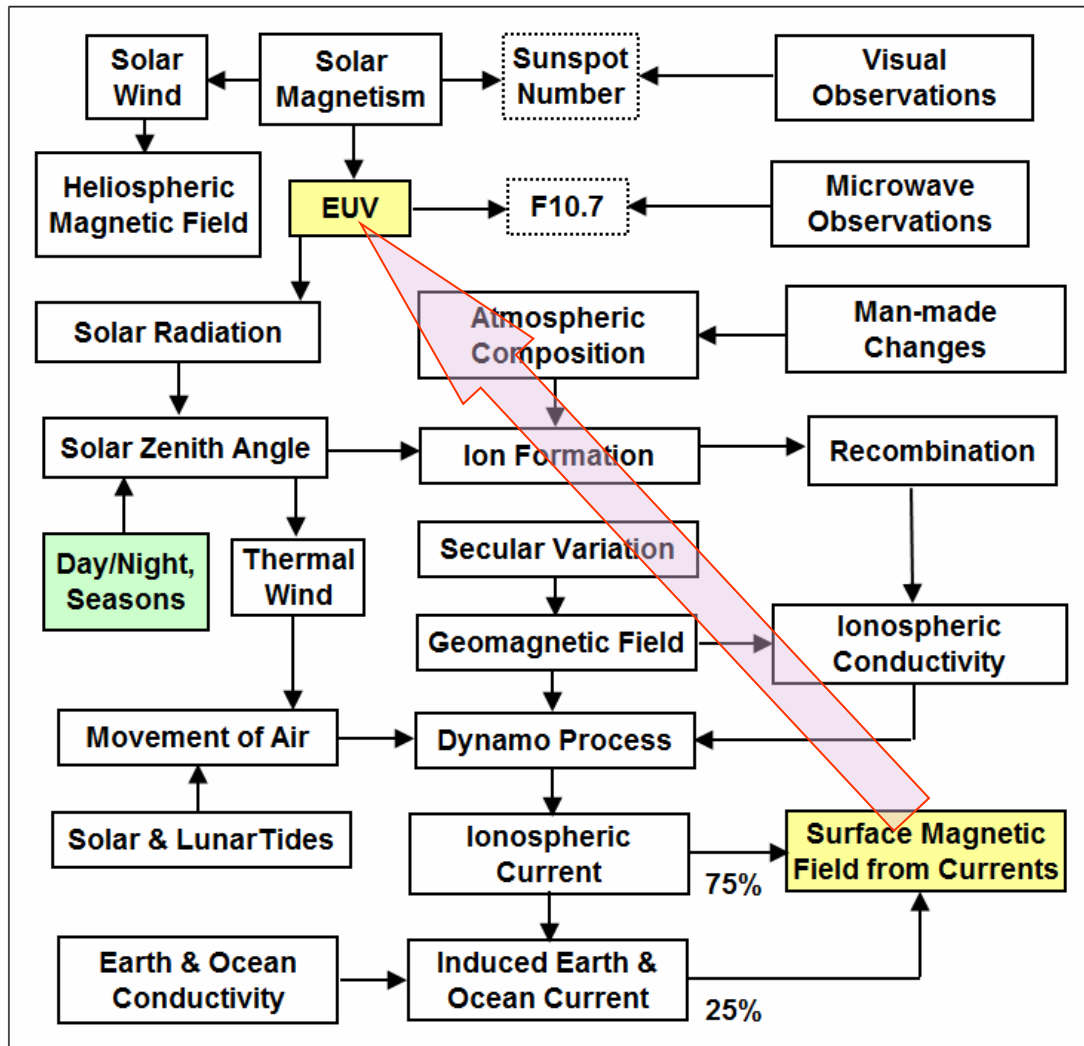 Solar
Wind
Solar
Magnetism
Sunspot
Number
Visual
Observations
Heliospheric
Magnetic Field
EUV
F10.7
Microwave
Observations
Solar Radiation
Atmospheric
Composition
Man-made
Changes
Solar Zenith Angle
Ion Formation
Recombination
Day/Night,
Seasons
Thermal
Wind
Secular Variation
Geomagnetic Field
Ionospheric
Conductivity
Movement of Air
Dynamo Process
Solar & LunarTides
Ionospheric
Current
75%
Surface Magnetic
Field from Currents
Earth & Ocean
Conductivity
Induced Earth &
Ocean Current
25%